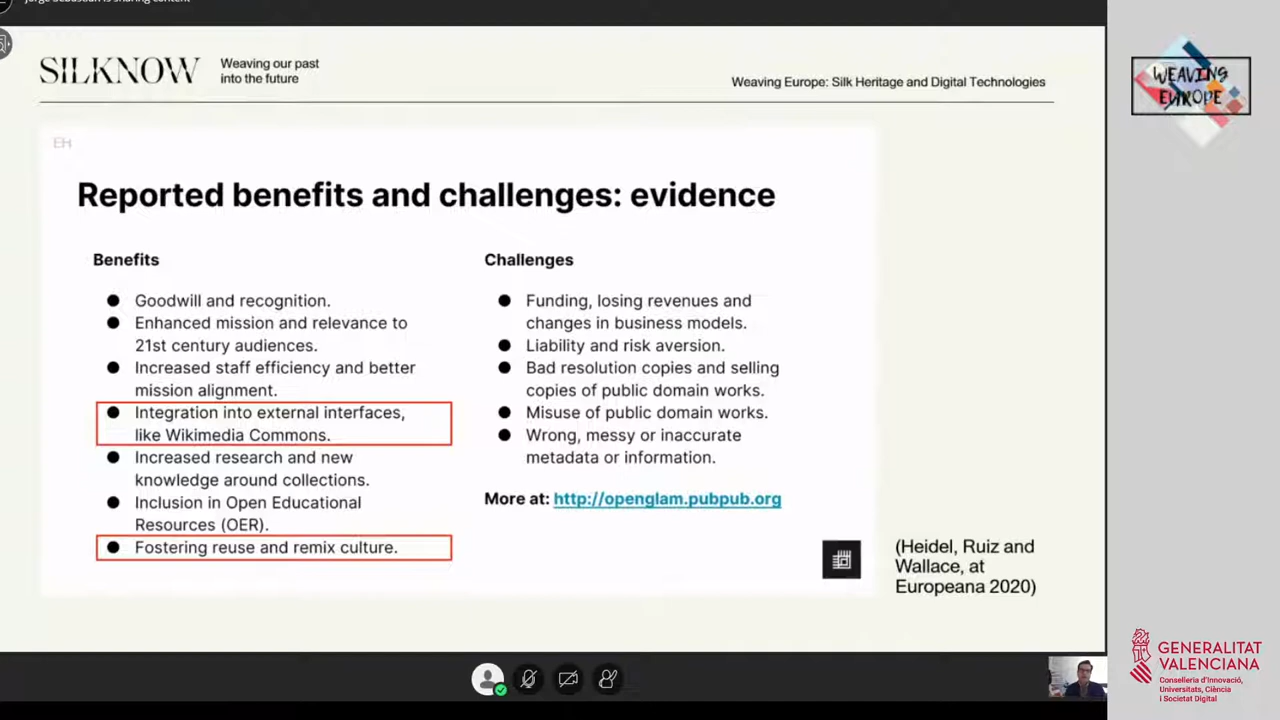 Jorge Sebastian is sharing content
SILKNOW
Weaving our past
into the future
Weaving Europe: Silk Heritage and Digital Technologies
WEAVING
EUROPE
EH
Reported benefits and challenges: evidence
Benefits
● Goodwill and recognition.
● Enhanced mission and relevance to
21st century audiences.
● Increased staff efficiency and better
mission alignment.
● Integration into external interfaces,
like Wikimedia Commons.
● Increased research and new
knowledge around collections.
● Inclusion in Open Educational
Resources (OER).
● Fostering reuse and remix culture.
Challenges
● Funding, losing revenues and
changes in business models.
● Liability and risk aversion.
● Bad resolution copies and selling
copies of public domain works.
● Misuse of public domain works.
● Wrong, messy or inaccurate
metadata or information.
More at: http://openglam.pubpub.org
(Heidel, Ruiz and
Wallace, at
Europeana 2020)
GENERALITAT
VALENCIANA
Conselleria d'Innovació,
Universitats, Ciència
i Societat Digital